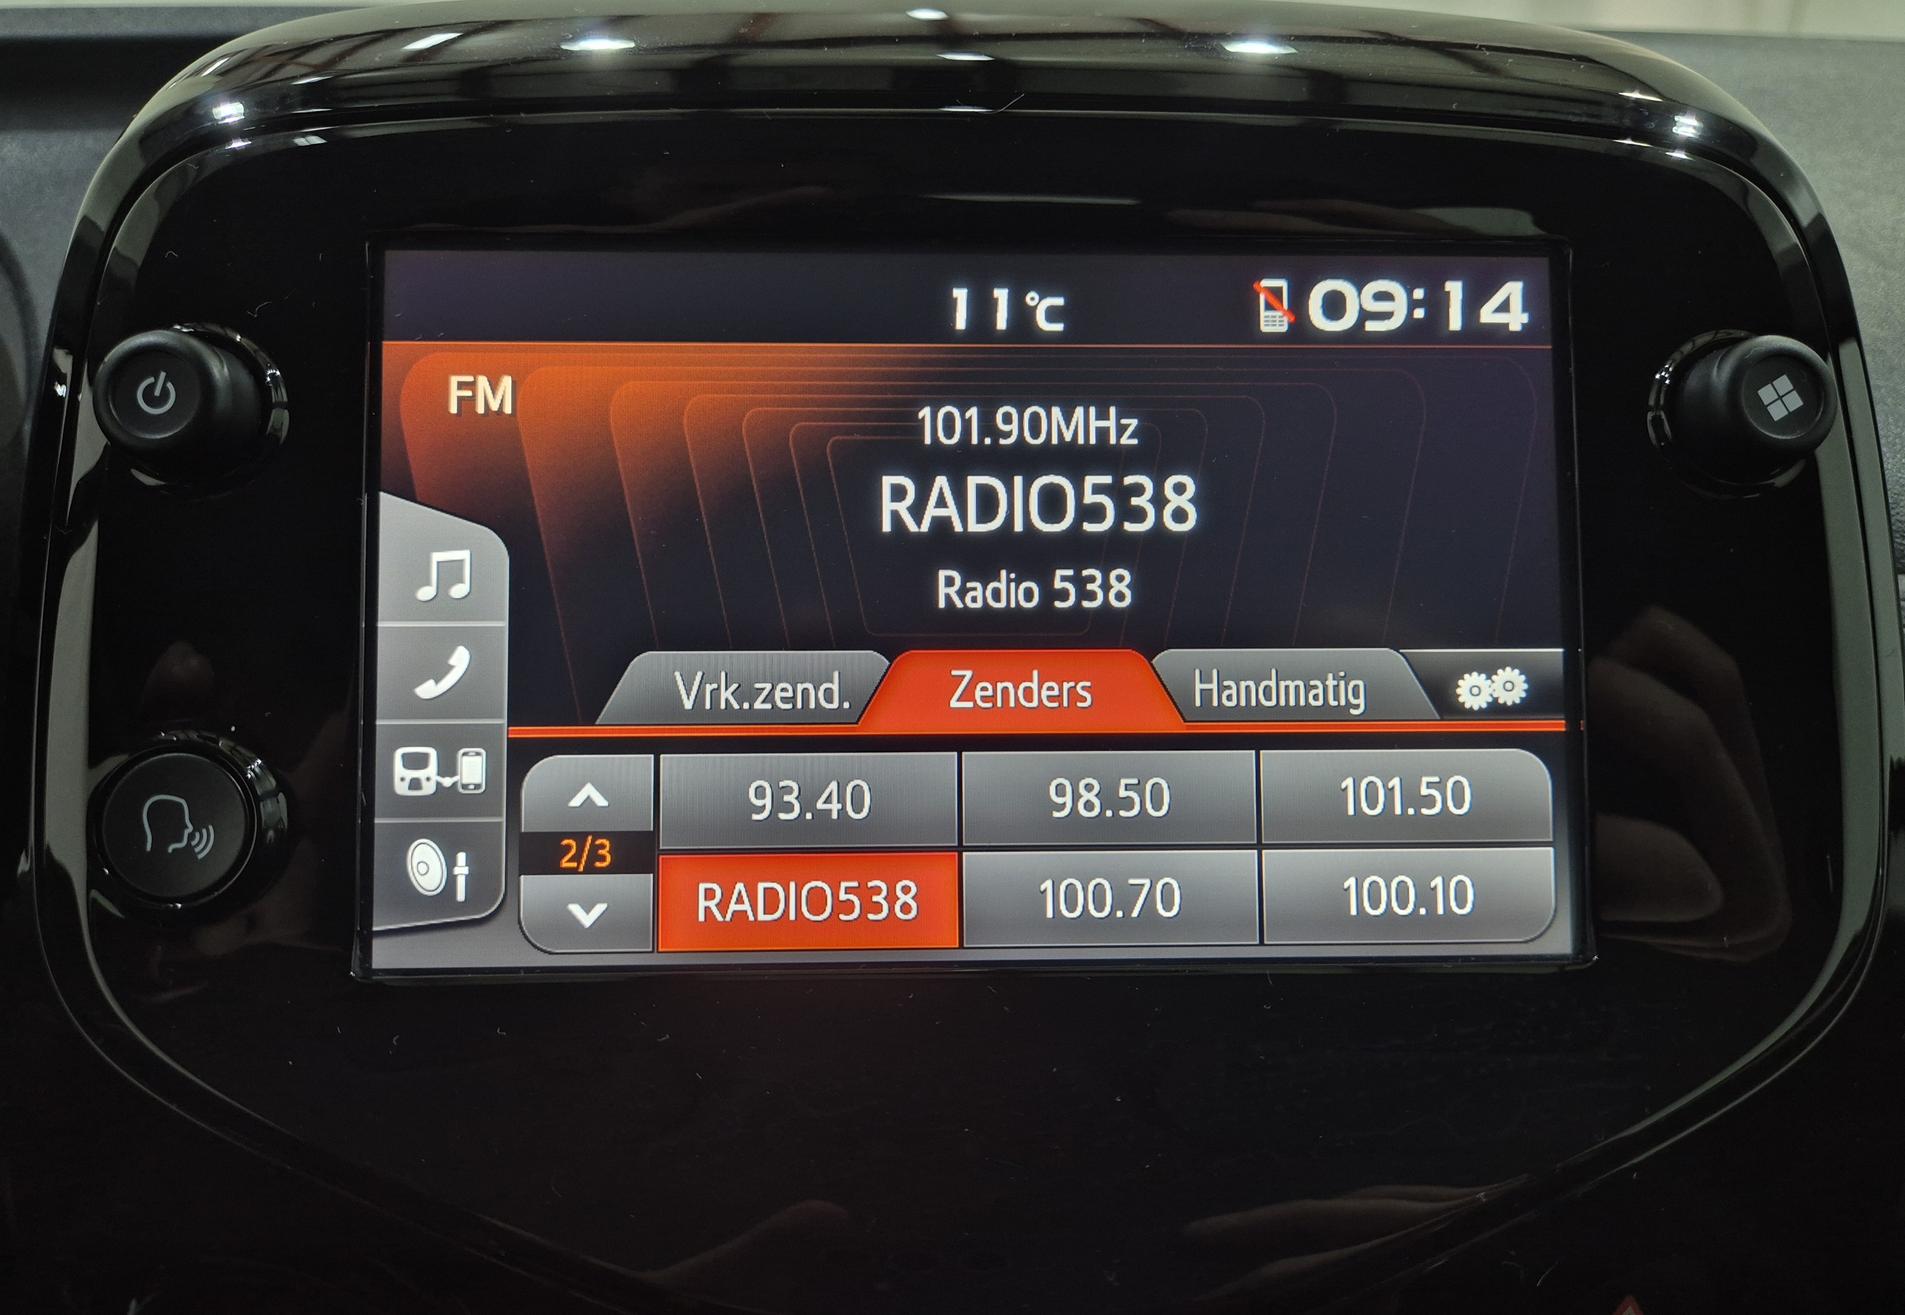 11°C 09:14
FM
101.90MHz
RADIO538
Radio 538
Vrk.zend. Zenders Handmatig
93.40 98.50 101.50
2/3
RADIO538 100.70 100.10